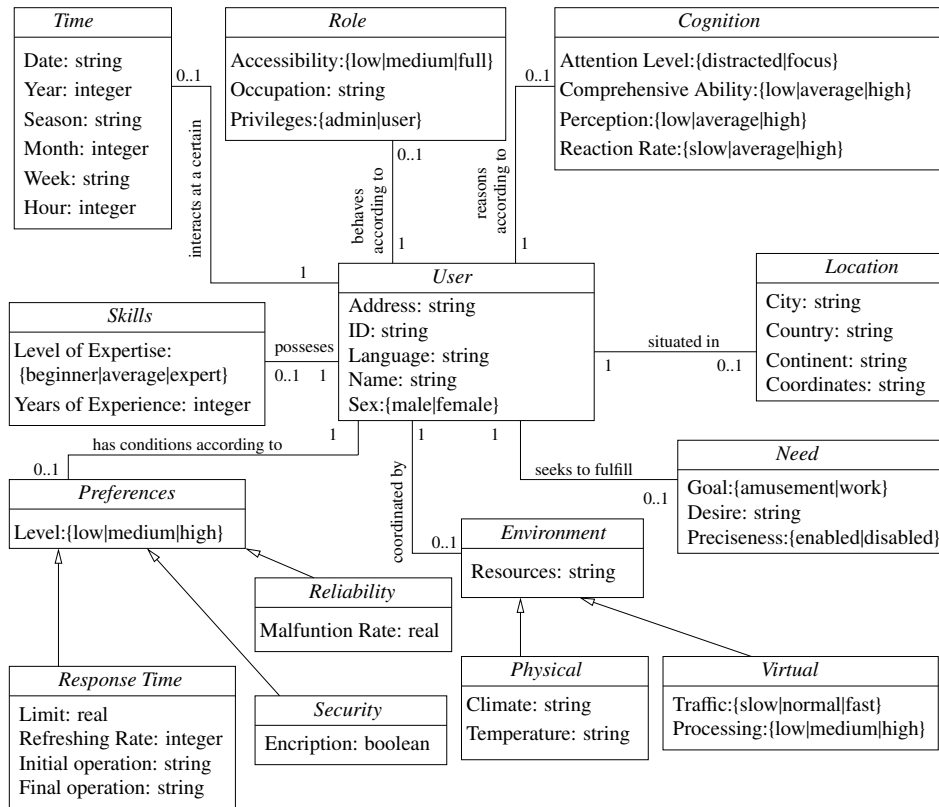 Time
Date: string
Year: integer
Season: string
Month: integer
Week: string
Hour: integer
0..1
interacts at a certain
1
Role
Accessibility:{low|medium|full}
Occupation: string
Privileges:{admin|user}
0..1
behaves
according to
1
Cognition
Attention Level:{distracted|focus}
Comprehensive Ability:{low|average|high}
Perception:{low|average|high}
Reaction Rate:{slow|average|high}
0..1
reasons
according to
1
User
Address: string
ID: string
Language: string
Name: string
Sex:{male|female}
Location
City: string
Country: string
Continent: string
Coordinates: string
situated in
1
0..1
Skills
Level of Expertise:
{beginner|average|expert}
Years of Experience: integer
posseses
0..1
1
has conditions according to
1
0..1
Preferences
Level:{low|medium|high}
coordinated by
1
0..1
Environment
Resources: string
1
seeks to fulfill
0..1
Need
Goal:{amusement|work}
Desire: string
Preciseness:{enabled|disabled}
Reliability
Malfuntion Rate: real
Response Time
Limit: real
Refreshing Rate: integer
Initial operation: string
Final operation: string
Security
Encription: boolean
Physical
Climate: string
Temperature: string
Virtual
Traffic:{slow|normal|fast}
Processing:{low|medium|high}